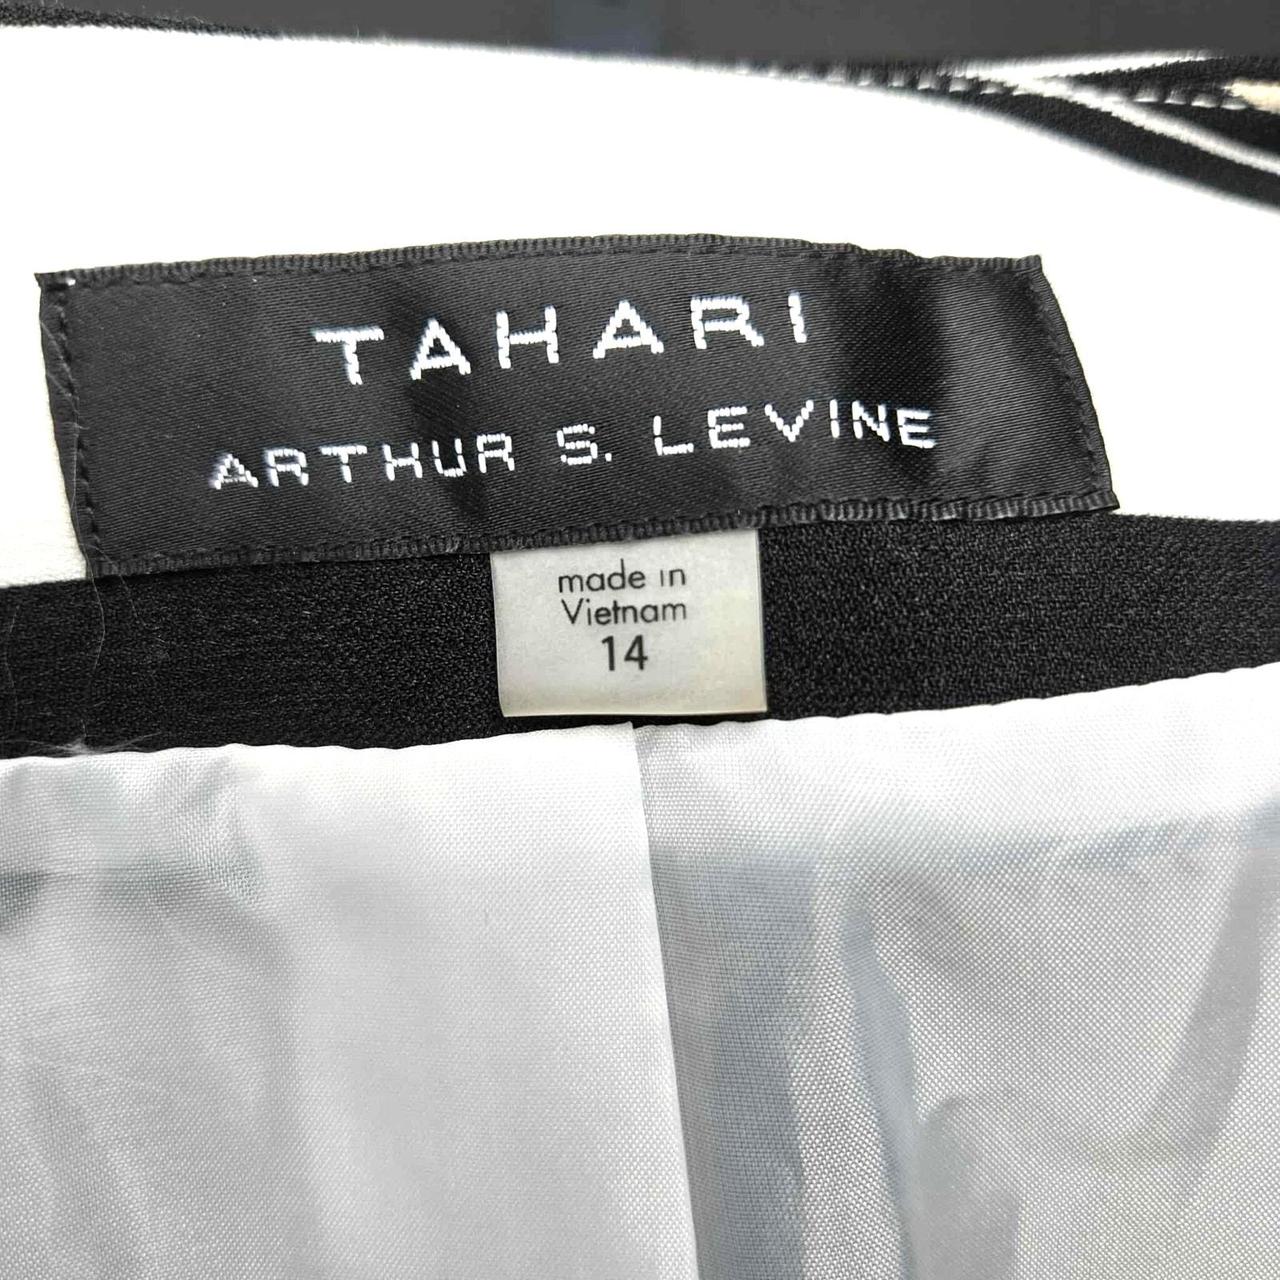 TAHARI
ARTHUR S. LEVINE
made in
Vietnam
14